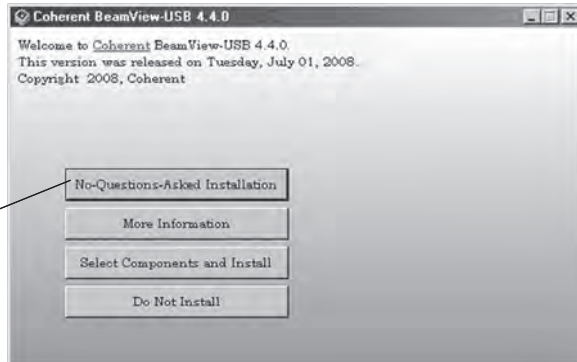 Coherent BeamView-USB 4.4.0
Welcome to Coherent BeamView-USB 4.4.0.
This version was released on Tuesday, July 01, 2008.
Copyright 2008, Coherent
No-Questions-Asked Installation
More Information
Select Components and Install
Do Not Install